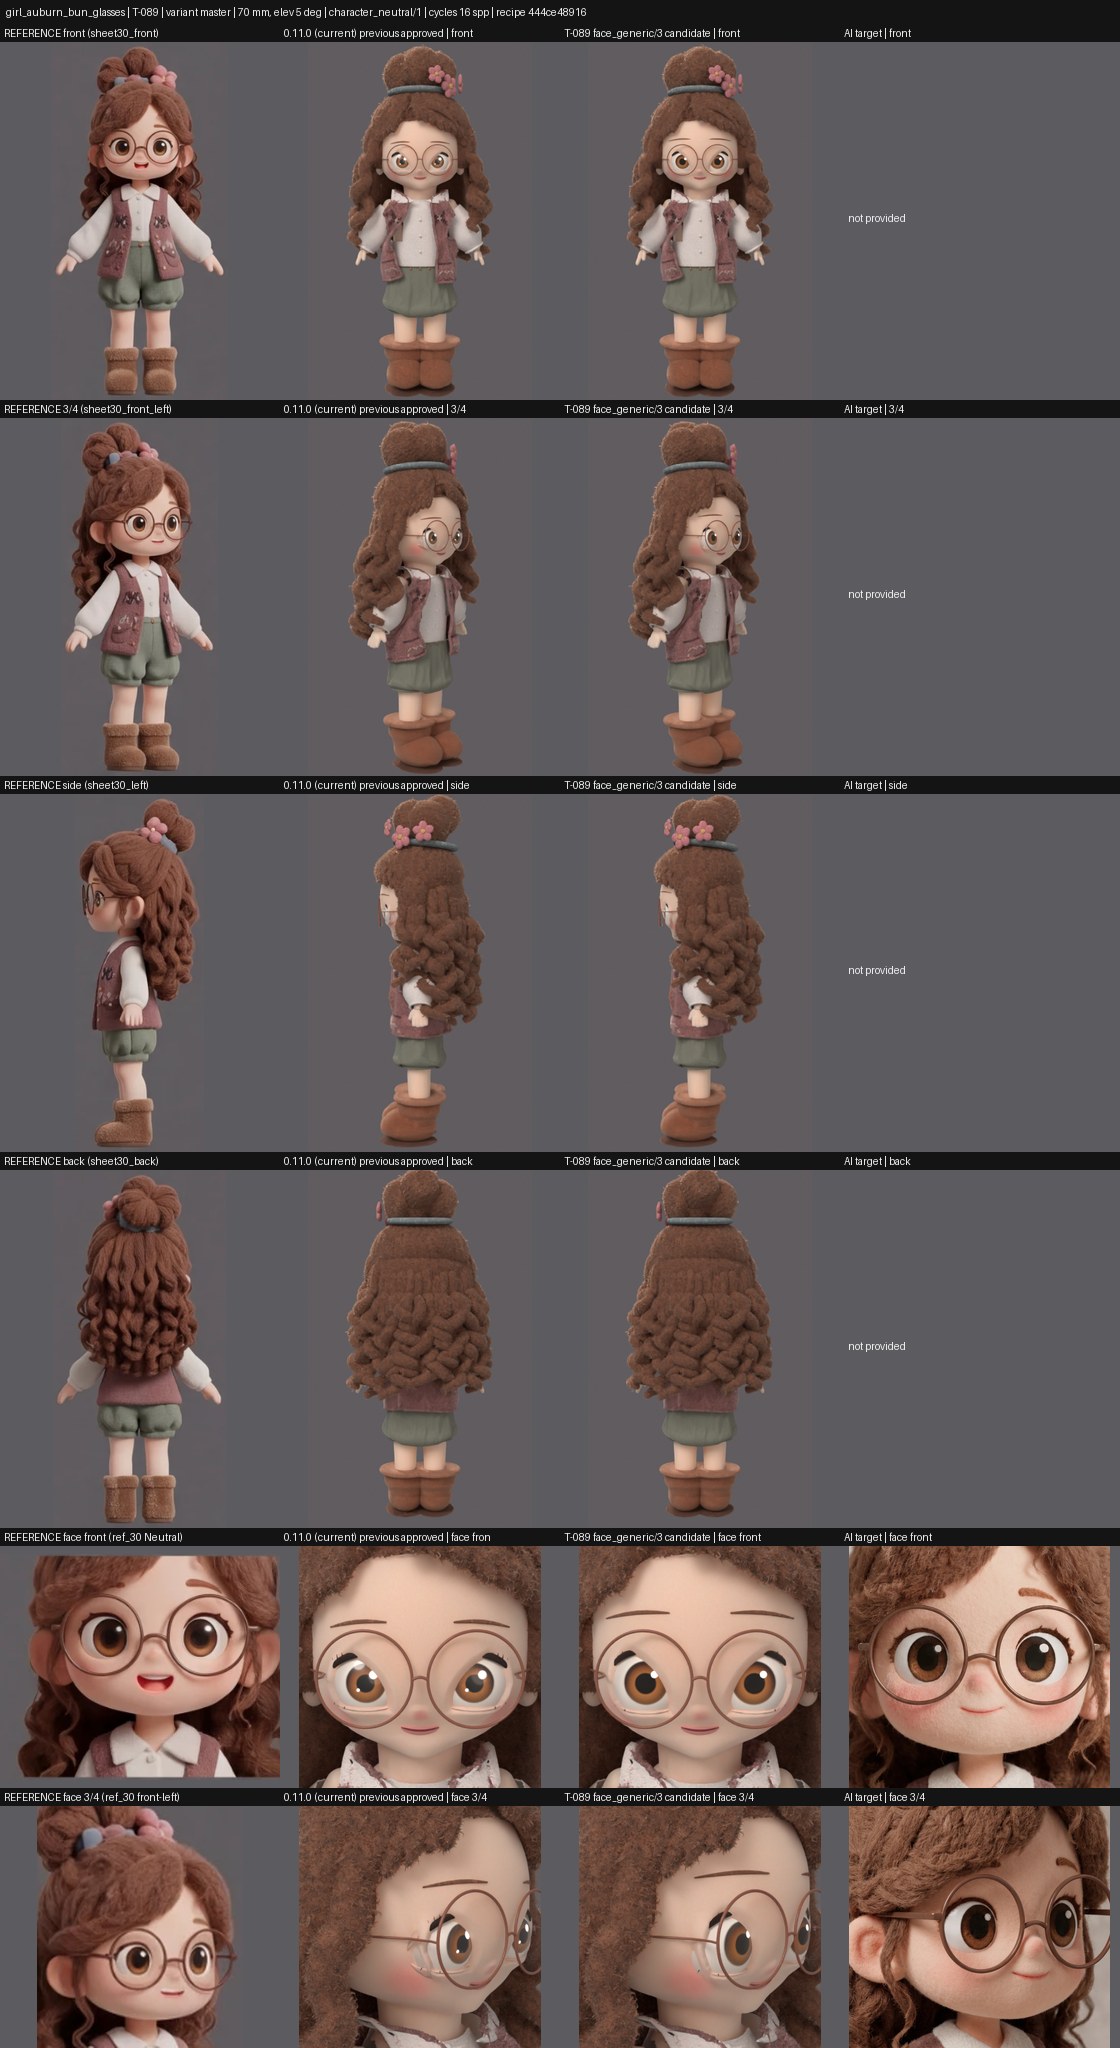 girl_auburn_bun_glasses | T-089 | variant master | 70 mm, elev 5 deg | character_neutral/1 | cycles 16 spp | recipe 444ce48916
REFERENCE front (sheet30_front)
0.11.0 (current) previous approved | front
T-089 face_generic/3 candidate | front
AI target | front
not provided
REFERENCE 3/4 (sheet30_front_left)
0.11.0 (current) previous approved | 3/4
T-089 face_generic/3 candidate | 3/4
AI target | 3/4
not provided
REFERENCE side (sheet30_left)
0.11.0 (current) previous approved | side
T-089 face_generic/3 candidate | side
AI target | side
not provided
REFERENCE back (sheet30_back)
0.11.0 (current) previous approved | back
T-089 face_generic/3 candidate | back
AI target | back
not provided
REFERENCE face front (ref_30 Neutral)
0.11.0 (current) previous approved | face fron
T-089 face_generic/3 candidate | face front
AI target | face front
REFERENCE face 3/4 (ref_30 front-left)
0.11.0 (current) previous approved | face 3/4
T-089 face_generic/3 candidate | face 3/4
AI target | face 3/4